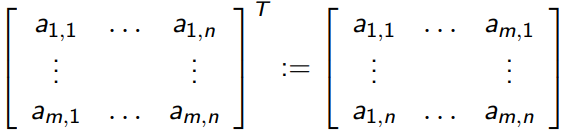 [ a₁,₁ … a₁,ₙ ]ᵀ [ a₁,₁ … aₘ,₁ ]
⋮ ⋮ := ⋮ ⋮
aₘ,₁ … aₘ,ₙ a₁,ₙ … aₘ,ₙ